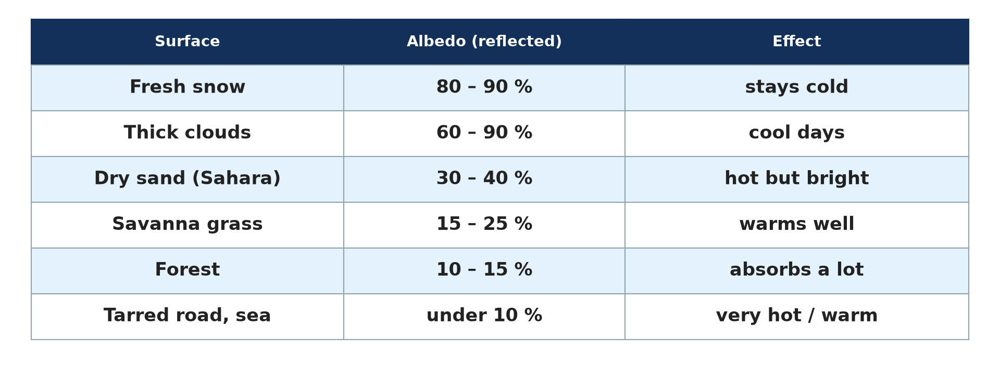 Surface Albedo (reflected) Effect
Fresh snow 80 – 90 % stays cold
Thick clouds 60 – 90 % cool days
Dry sand (Sahara) 30 – 40 % hot but bright
Savanna grass 15 – 25 % warms well
Forest 10 – 15 % absorbs a lot
Tarred road, sea under 10 % very hot / warm